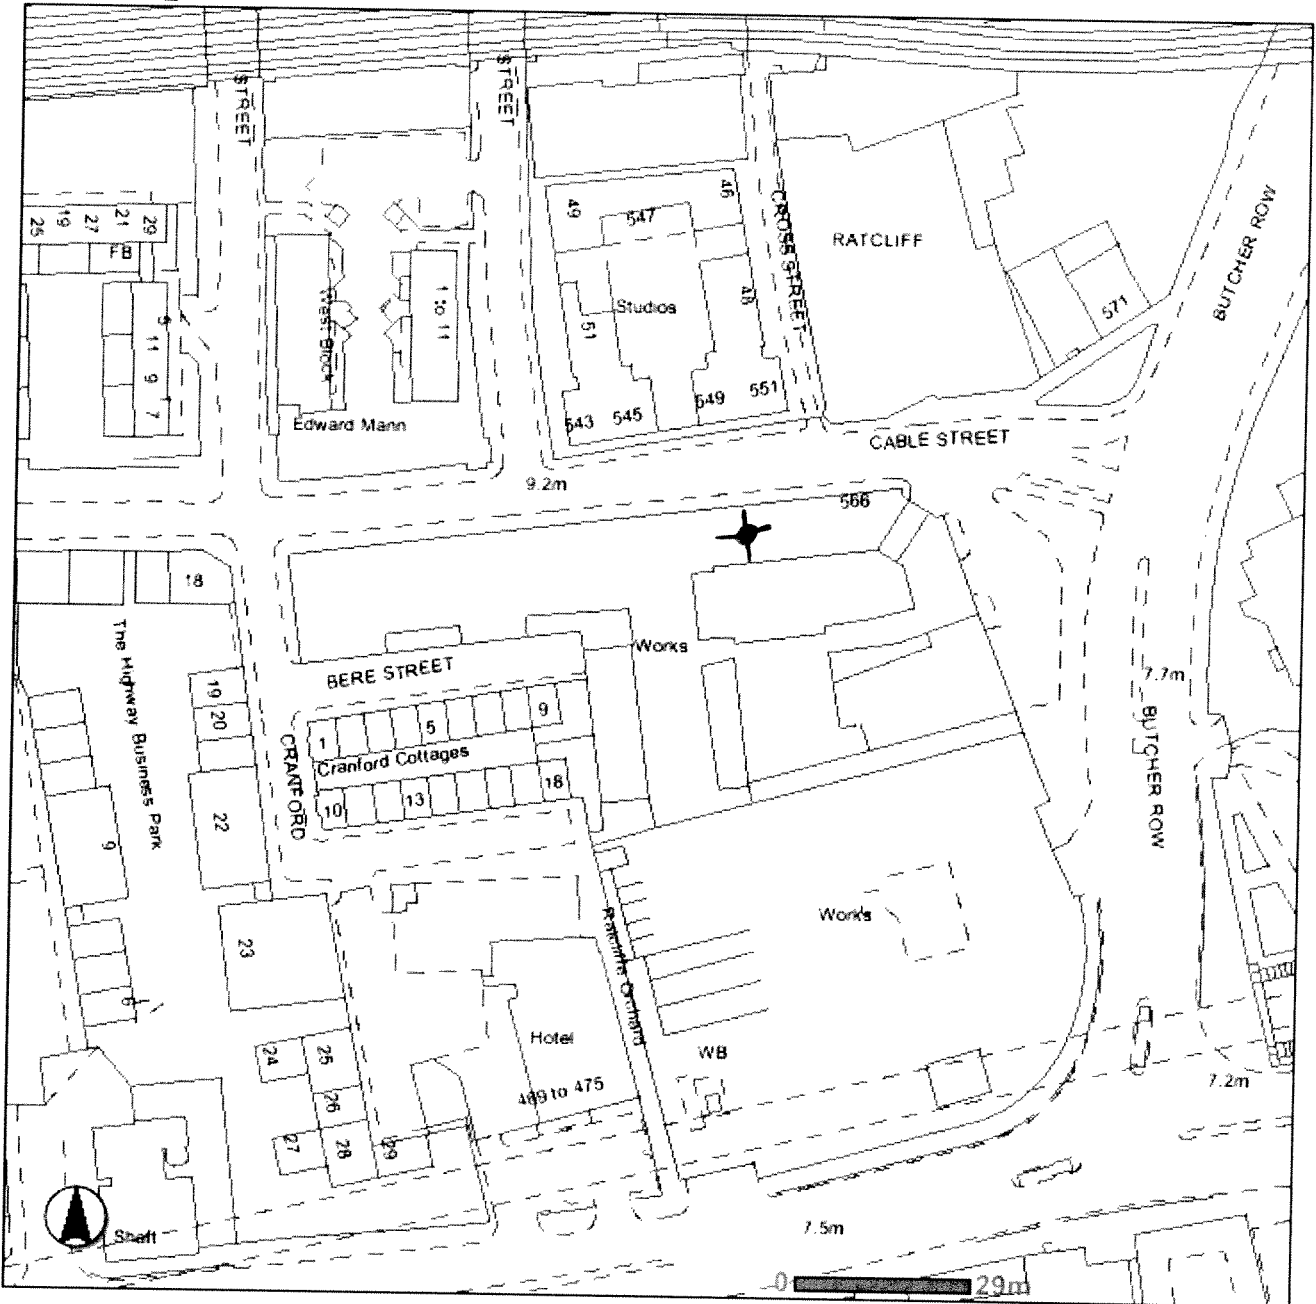 STREET
STREET
25 19 27 21 29
FB
11 9 7
West Block
1 to 11
Edward Mann
49
547
46
51
Studios
48
543 545 549 551
CROSS STREET
RATCLIFF
571
BUTCHER ROW
CABLE STREET
9.2m
566
18
The Highway Business Park
19
20
22
23
9
6
BERE STREET
Works
1 5 9
Cranford Cottages
10 13 18
CRANFORD
7.7m
BUTCHER ROW
Works
Ratcliffe Orchard
Hotel
469 to 475
WB
24 25
26
27 28 29
7.2m
Shaft
7.5m
0 29m